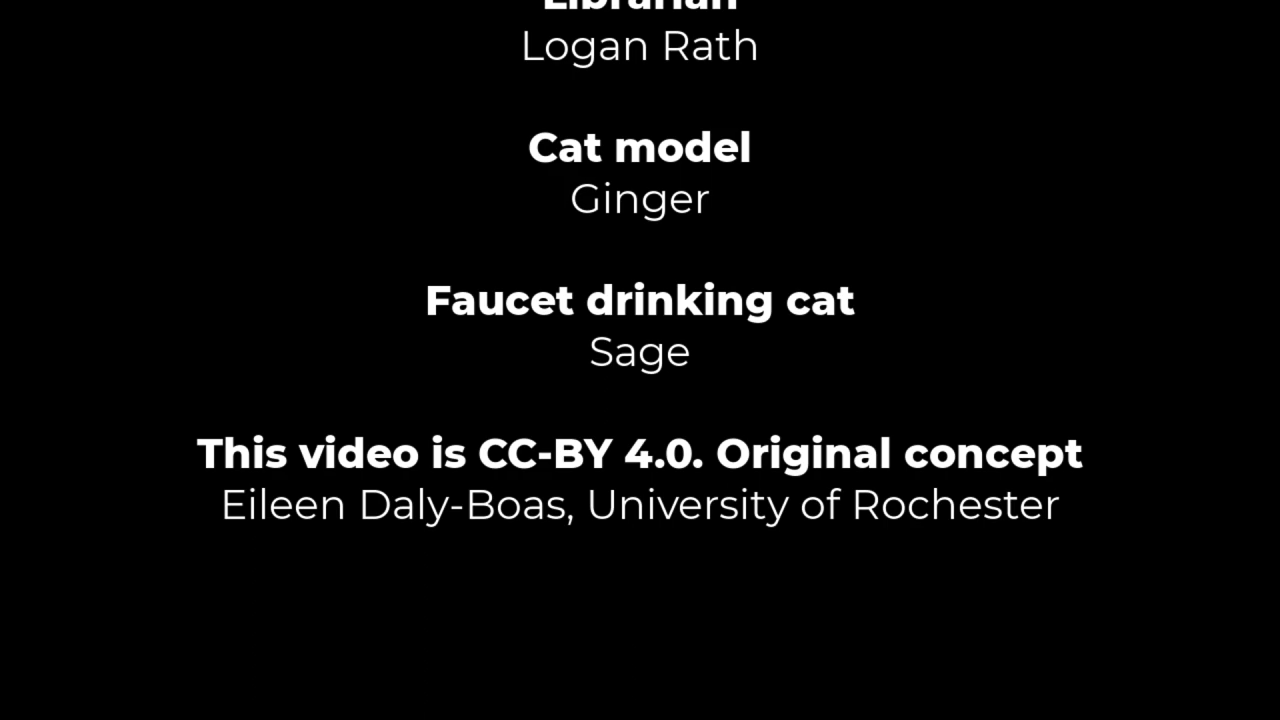 Librarian
Logan Rath
Cat model
Ginger
Faucet drinking cat
Sage
This video is CC-BY 4.0. Original concept
Eileen Daly-Boas, University of Rochester